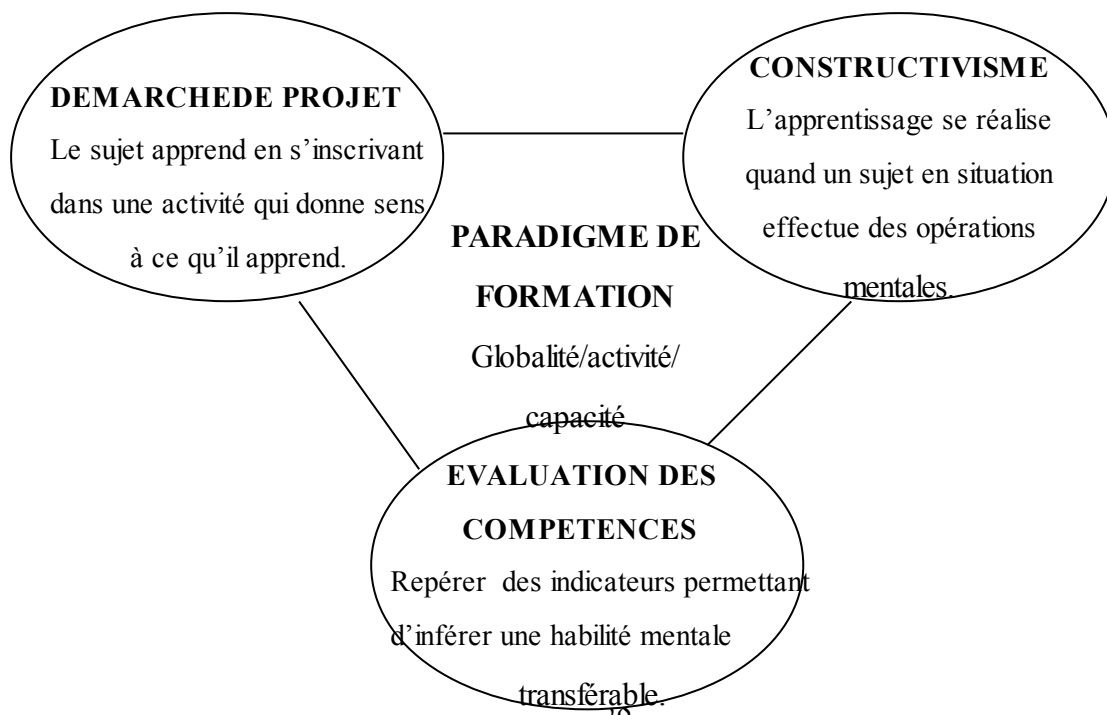 DEMARCHEDE PROJET
Le sujet apprend en s’inscrivant
dans une activité qui donne sens
à ce qu’il apprend.
CONSTRUCTIVISME
L’apprentissage se réalise
quand un sujet en situation
effectue des opérations
mentales.
PARADIGME DE
FORMATION
Globalité/activité/
capacité
EVALUATION DES
COMPETENCES
Repérer des indicateurs permettant
d’inférer une habilité mentale
transférable.